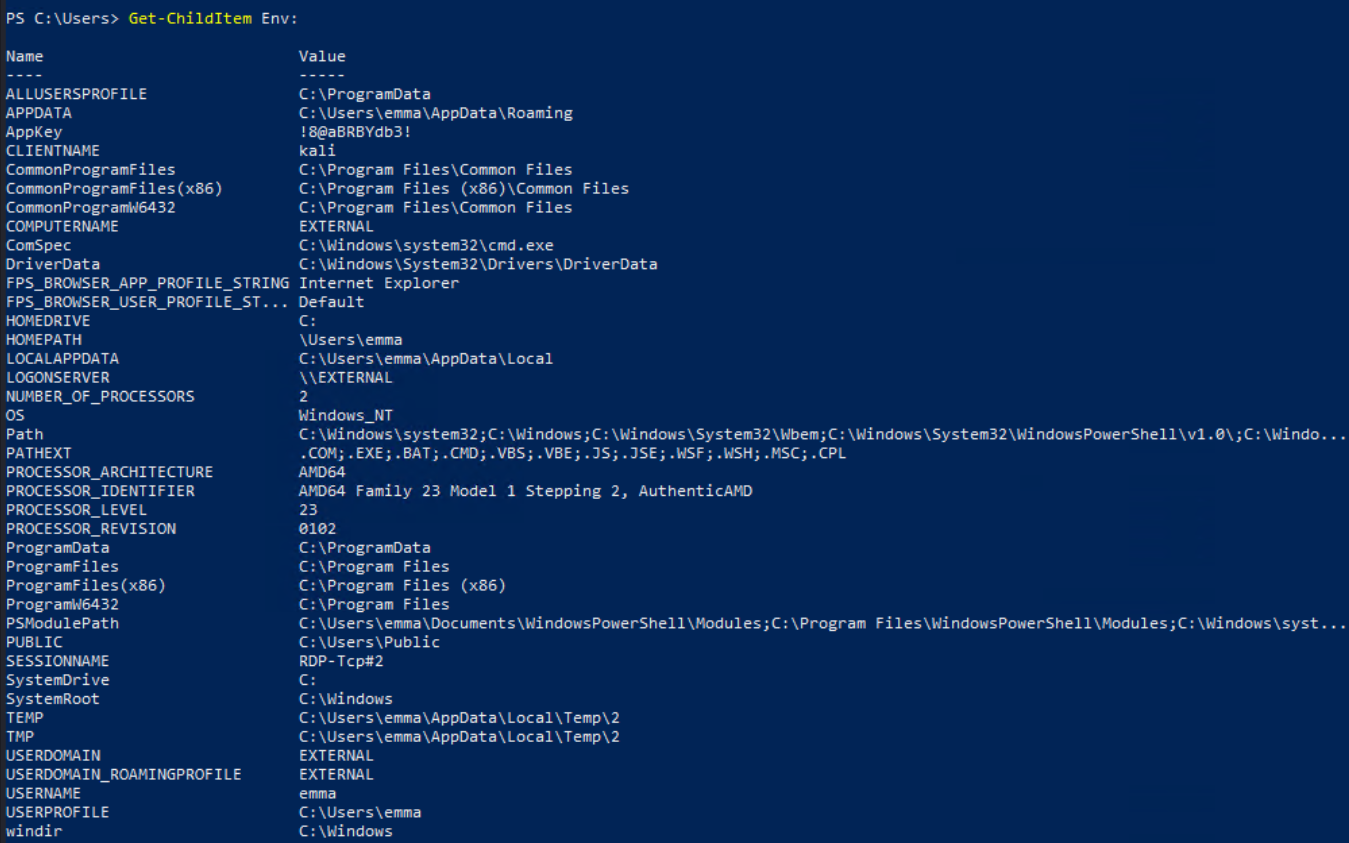 PS C:\Users> Get-ChildItem Env:
Name Value
---- -----
ALLUSERSPROFILE C:\ProgramData
APPDATA C:\Users\emma\AppData\Roaming
AppKey !8@aBRBYdb3!
CLIENTNAME kali
CommonProgramFiles C:\Program Files\Common Files
CommonProgramFiles(x86) C:\Program Files (x86)\Common Files
CommonProgramW6432 C:\Program Files\Common Files
COMPUTERNAME EXTERNAL
ComSpec C:\Windows\system32\cmd.exe
DriverData C:\Windows\System32\Drivers\DriverData
FPS_BROWSER_APP_PROFILE_STRING Internet Explorer
FPS_BROWSER_USER_PROFILE_ST... Default
HOMEDRIVE C:
HOMEPATH \Users\emma
LOCALAPPDATA C:\Users\emma\AppData\Local
LOGONSERVER \\EXTERNAL
NUMBER_OF_PROCESSORS 2
OS Windows_NT
Path C:\Windows\system32;C:\Windows;C:\Windows\System32\Wbem;C:\Windows\System32\WindowsPowerShell\v1.0\;C:\Windo...
PATHEXT .COM;.EXE;.BAT;.CMD;.VBS;.VBE;.JS;.JSE;.WSF;.WSH;.MSC;.CPL
PROCESSOR_ARCHITECTURE AMD64
PROCESSOR_IDENTIFIER AMD64 Family 23 Model 1 Stepping 2, AuthenticAMD
PROCESSOR_LEVEL 23
PROCESSOR_REVISION 0102
ProgramData C:\ProgramData
ProgramFiles C:\Program Files
ProgramFiles(x86) C:\Program Files (x86)
ProgramW6432 C:\Program Files
PSModulePath C:\Users\emma\Documents\WindowsPowerShell\Modules;C:\Program Files\WindowsPowerShell\Modules;C:\Windows\syst...
PUBLIC C:\Users\Public
SESSIONNAME RDP-Tcp#2
SystemDrive C:
SystemRoot C:\Windows
TEMP C:\Users\emma\AppData\Local\Temp\2
TMP C:\Users\emma\AppData\Local\Temp\2
USERDOMAIN EXTERNAL
USERDOMAIN_ROAMINGPROFILE EXTERNAL
USERNAME emma
USERPROFILE C:\Users\emma
windir C:\Windows